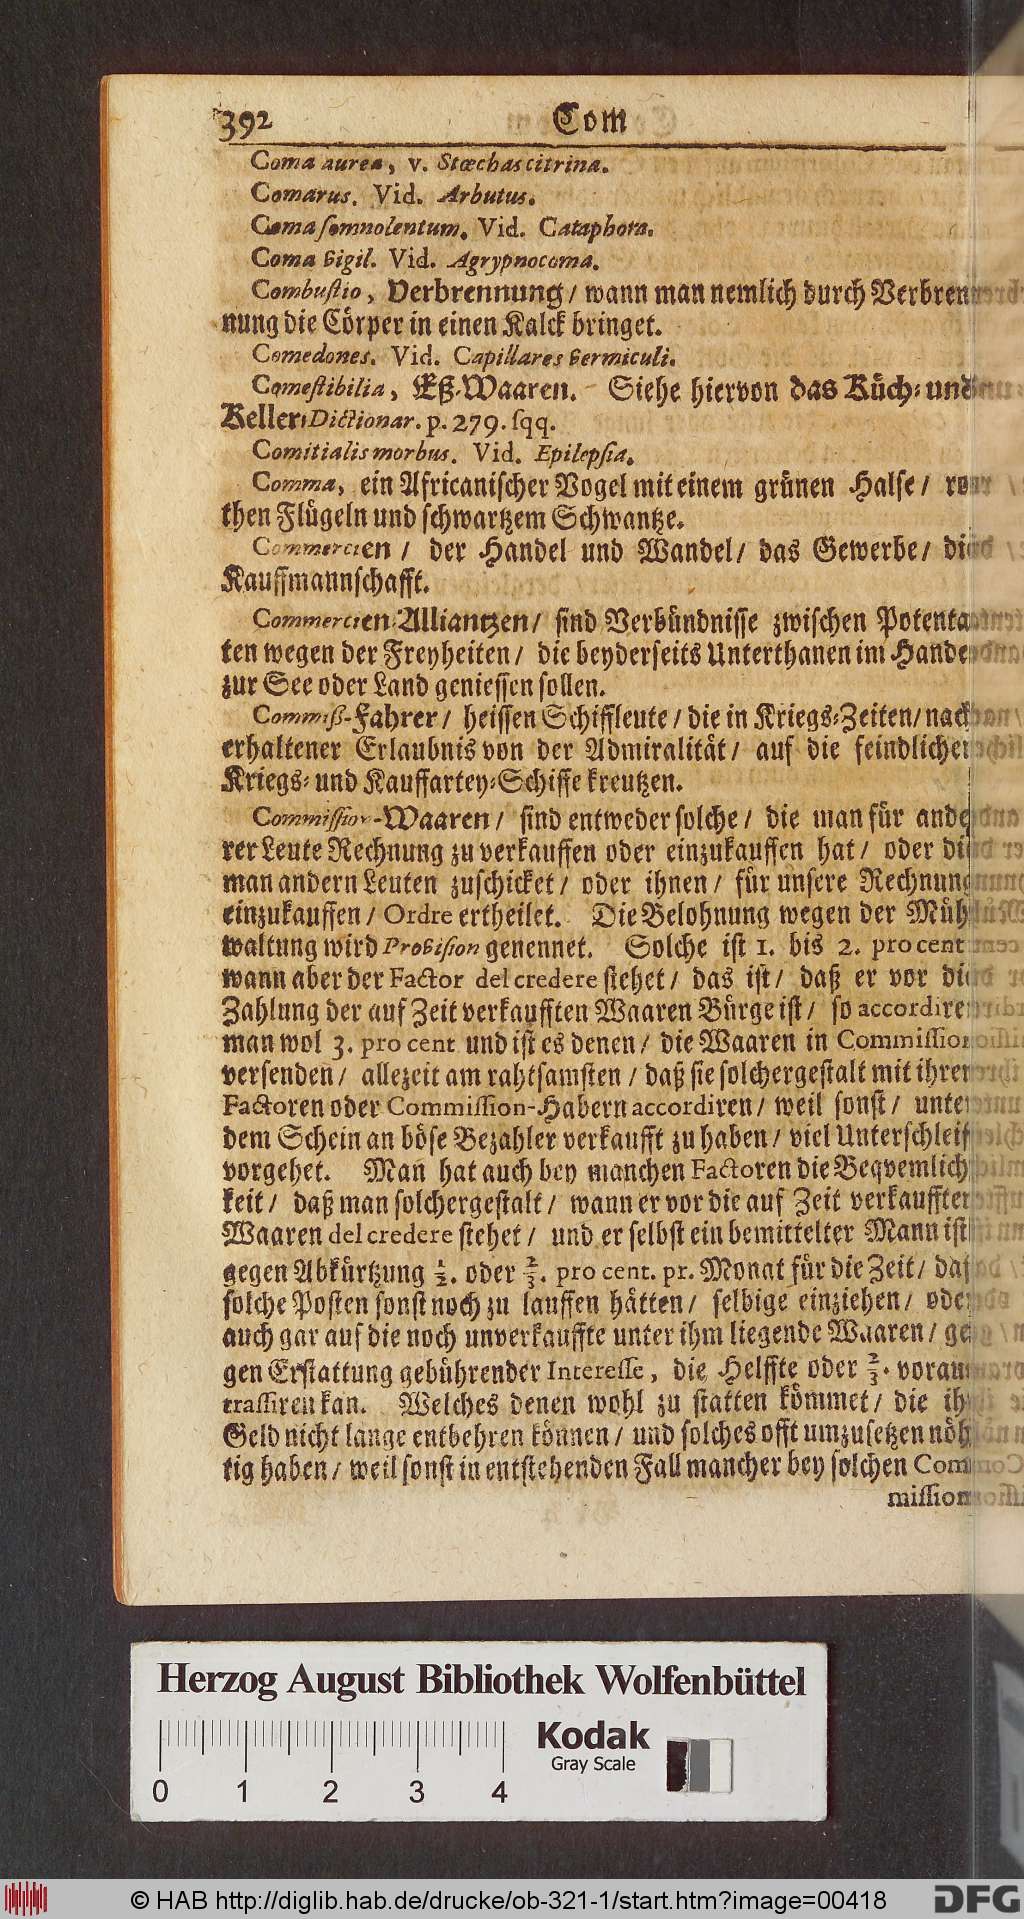 392 Com
Coma aurea, v. Stœchas citrina.
Comarus. Vid. Arbutus.
Coma somnolentum. Vid. Cataphora.
Coma vigil. Vid. Agrypnocoma.
Combustio, Verbrennung / wann man nemlich durch Verbren
nung die Cörper in einen Kalck bringet.
Comedones. Vid. Capillares vermiculi.
Comestibilia, Eß-Waaren. Siehe hiervon das Küch- und
Keller-Dictionar. p. 279. sqq.
Comitialis morbus. Vid. Epilepsia.
Comma, ein Africanischer Vogel mit einem grünen Halse / ro
then Flügeln und schwartzem Schwantze.
Commercien / der Handel und Wandel / das Gewerbe / die
Kauffmannschafft.
Commercien-Alliantzen / sind Verbündnisse zwischen Potenta
ten wegen der Freyheiten / die beyderseits Unterthanen im Hande
zur See oder Land geniessen sollen.
Commiß-Fahrer / heissen Schiffleute / die in Kriegs-Zeiten / nach
erhaltener Erlaubnis von der Admiralität / auf die feindlichen
Kriegs- und Kauffartey-Schiffe kreutzen.
Commission-Waaren / sind entweder solche / die man für ande
rer Leute Rechnung zu verkauffen oder einzukauffen hat / oder die
man andern Leuten zuschicket / oder ihnen / für unsere Rechnung
einzukauffen / Ordre ertheilet. Die Belohnung wegen der Müh
waltung wird Provision genennet. Solche ist 1. bis 2. pro cent
wann aber der Factor del credere stehet / das ist / daß er vor die
Zahlung der auf Zeit verkaufften Waaren Bürge ist / so accordiret
man wol 3. pro cent und ist es denen / die Waaren in Commission
versenden / allezeit am rahtsamsten / daß sie solchergestalt mit ihren
Factoren oder Commission-Habern accordiren / weil sonst / unter
dem Schein an böse Bezahler verkaufft zu haben / viel Unterschleif
vorgehet. Man hat auch bey manchen Factoren die Beqvemlich
keit / daß man solchergestalt / wann er vor die auf Zeit verkauffte
Waaren del credere stehet / und er selbst ein bemittelter Mann ist
gegen Abkürtzung ½. oder ⅔. pro cent. pr. Monat für die Zeit / da
solche Posten sonst noch zu lauffen hätten / selbige einziehen / oder
auch gar auf die noch unverkauffte unter ihm liegende Waaren / ge
gen Erstattung gebührender Interesse, die Helffte oder ⅔. voraus
trassiren kan. Welches denen wohl zu statten kömmet / die ihr
Geld nicht lange entbehren können / und solches offt umzusetzen nöh
tig haben / weil sonst in entstehenden Fall mancher bey solchen Com
mission
Herzog August Bibliothek Wolfenbüttel
Kodak
Gray Scale
0 1 2 3 4
© HAB http://diglib.hab.de/drucke/ob-321-1/start.htm?image=00418
DFG